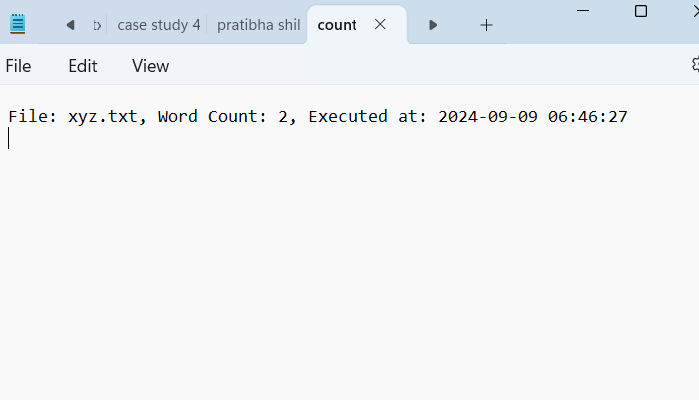 case study 4 pratibha shil count
File Edit View
File: xyz.txt, Word Count: 2, Executed at: 2024-09-09 06:46:27